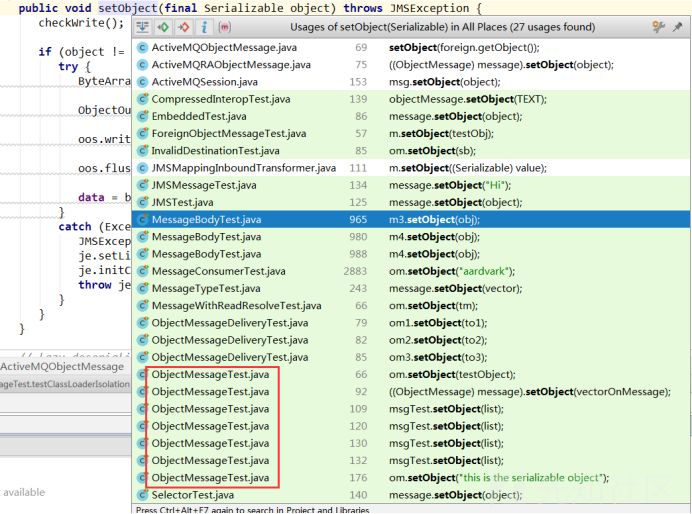 public void setObject(final Serializable object) throws JMSException {
checkWrite();
Usages of setObject(Serializable) in All Places (27 usages found)
if (object !=
try {
ByteArra
ObjectOu
oos.writ
oos.flus
data = b
}
catch (Exce
JMSExcep
je.setLi
je.initC
throw je
}
}
}
ActiveMQObjectMessage
ageTest.testClassLoaderIsolation
available
ActiveMQObjectMessage.java 69 setObject(foreign.getObject());
ActiveMQRAObjectMessage.java 75 ((ObjectMessage) message).setObject(object);
ActiveMQSession.java 153 msg.setObject(object);
CompressedInteropTest.java 139 objectMessage.setObject(TEXT);
EmbeddedTest.java 86 message.setObject(object);
ForeignObjectMessageTest.java 57 m.setObject(testObj);
InvalidDestinationTest.java 85 om.setObject(sb);
JMSMappingInboundTransformer.java 111 m.setObject((Serializable) value);
JMSMessageTest.java 134 message.setObject("Hi");
JMSTest.java 125 message.setObject(object);
MessageBodyTest.java 965 m3.setObject(obj);
MessageBodyTest.java 980 m4.setObject(obj);
MessageBodyTest.java 988 m4.setObject(obj);
MessageConsumerTest.java 2883 om.setObject("aardvark");
MessageTypeTest.java 243 message.setObject(vector);
MessageWithReadResolveTest.java 66 om.setObject(tm);
ObjectMessageDeliveryTest.java 79 om1.setObject(to1);
ObjectMessageDeliveryTest.java 82 om2.setObject(to2);
ObjectMessageDeliveryTest.java 85 om3.setObject(to3);
ObjectMessageTest.java 66 om.setObject(testObject);
ObjectMessageTest.java 92 ((ObjectMessage) message).setObject(vectorOnMessage);
ObjectMessageTest.java 109 msgTest.setObject(list);
ObjectMessageTest.java 120 msgTest.setObject(list);
ObjectMessageTest.java 130 msgTest.setObject(list);
ObjectMessageTest.java 132 msgTest.setObject(list);
ObjectMessageTest.java 176 om.setObject("this is the serializable object");
SelectorTest.java 140 message.setObject(object);
Press Ctrl+Alt+F7 again to search in Project and Libraries